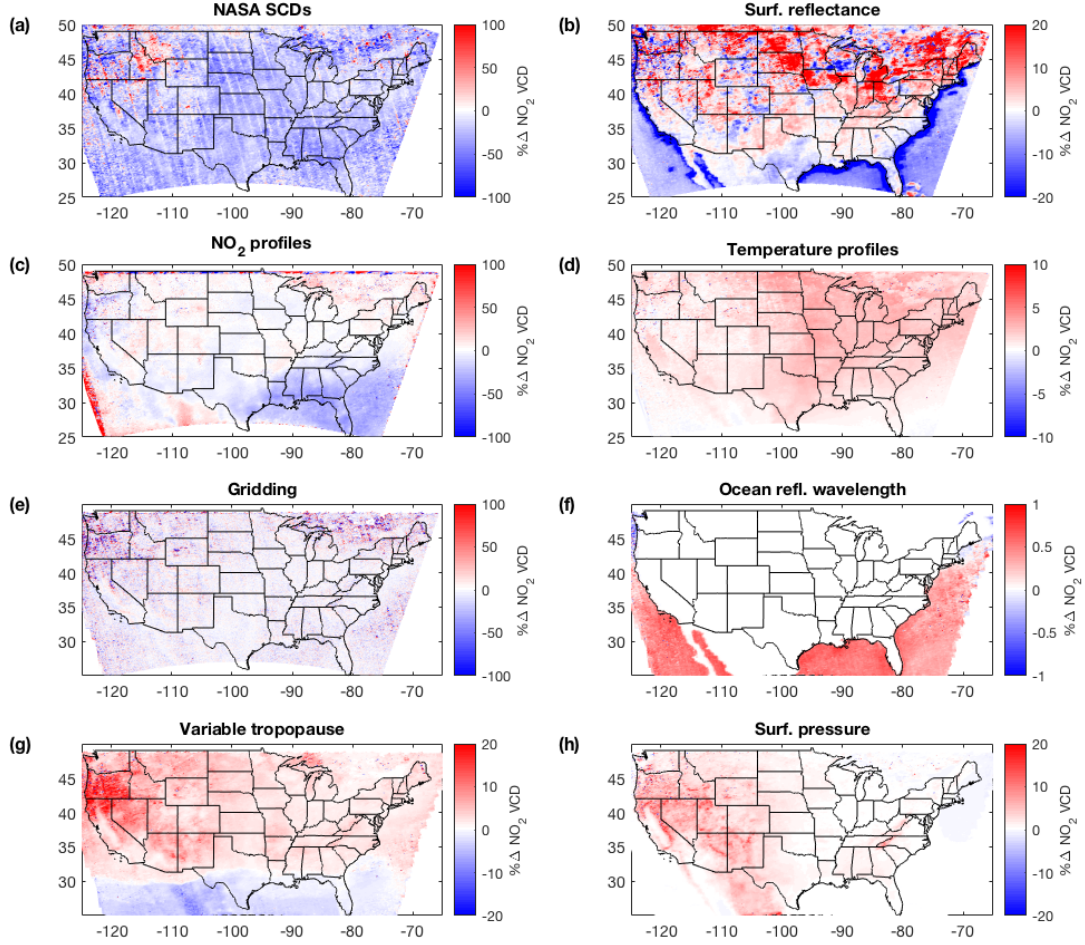 (a)
NASA SCDs
50
45
40
35
30
25
-120 -110 -100 -90 -80 -70
100
50
0
-50
-100
%Δ NO2 VCD
(b)
Surf. reflectance
50
45
40
35
30
25
-120 -110 -100 -90 -80 -70
20
10
0
-10
-20
%Δ NO2 VCD
(c)
NO2 profiles
50
45
40
35
30
25
-120 -110 -100 -90 -80 -70
100
50
0
-50
-100
%Δ NO2 VCD
(d)
Temperature profiles
50
45
40
35
30
25
-120 -110 -100 -90 -80 -70
10
5
0
-5
-10
%Δ NO2 VCD
(e)
Gridding
50
45
40
35
30
25
-120 -110 -100 -90 -80 -70
100
50
0
-50
-100
%Δ NO2 VCD
(f)
Ocean refl. wavelength
45
40
35
30
-120 -110 -100 -90 -80 -70
1
0.5
0
-0.5
-1
%Δ NO2 VCD
(g)
Variable tropopause
45
40
35
30
-120 -110 -100 -90 -80 -70
20
10
0
-10
-20
%Δ NO2 VCD
(h)
Surf. pressure
45
40
35
30
-120 -110 -100 -90 -80 -70
20
10
0
-10
-20
%Δ NO2 VCD